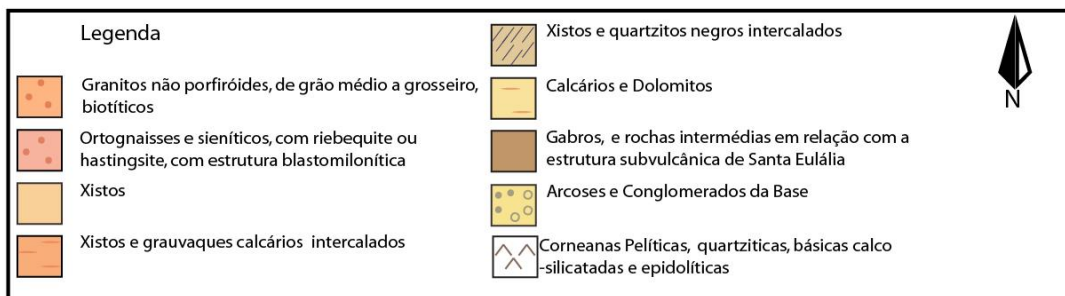 Legenda
Granitos não porfiróides, de grão médio a grosseiro,
biotíticos
Ortognaisses e sieníticos, com riebequite ou
hastingsite, com estrutura blastomilonítica
Xistos
Xistos e grauvaques calcários intercalados
Xistos e quartzitos negros intercalados
Calcários e Dolomitos
Gabros, e rochas intermédias em relação com a
estrutura subvulcânica de Santa Eulália
Arcoses e Conglomerados da Base
Corneanas Pelíticas, quartziticas, básicas calco
-silicatadas e epidolíticas
N